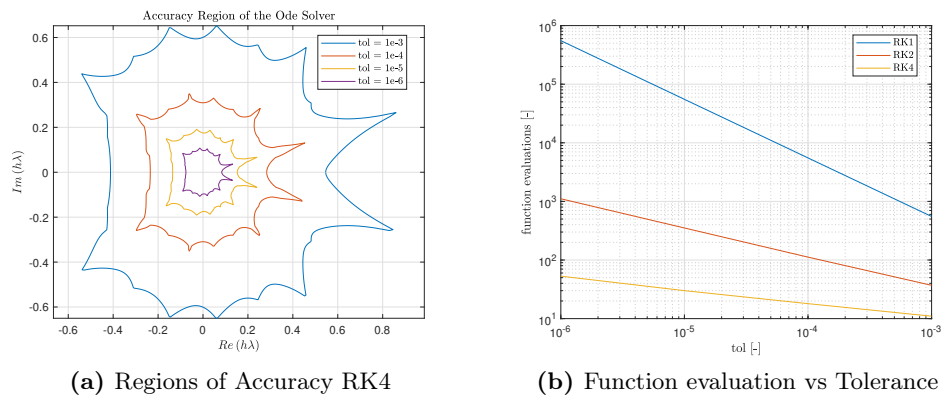 Accuracy Region of the Ode Solver
0.6
0.4
0.2
0
-0.2
-0.4
-0.6
Im (hλ)
tol = 1e-3
tol = 1e-4
tol = 1e-5
tol = 1e-6
-0.6 -0.4 -0.2 0 0.2 0.4 0.6 0.8
Re (hλ)
(a) Regions of Accuracy RK4
10^6
10^5
10^4
10^3
10^2
10^1
function evaluations [-]
RK1
RK2
RK4
10^-6 10^-5 10^-4 10^-3
tol [-]
(b) Function evaluation vs Tolerance